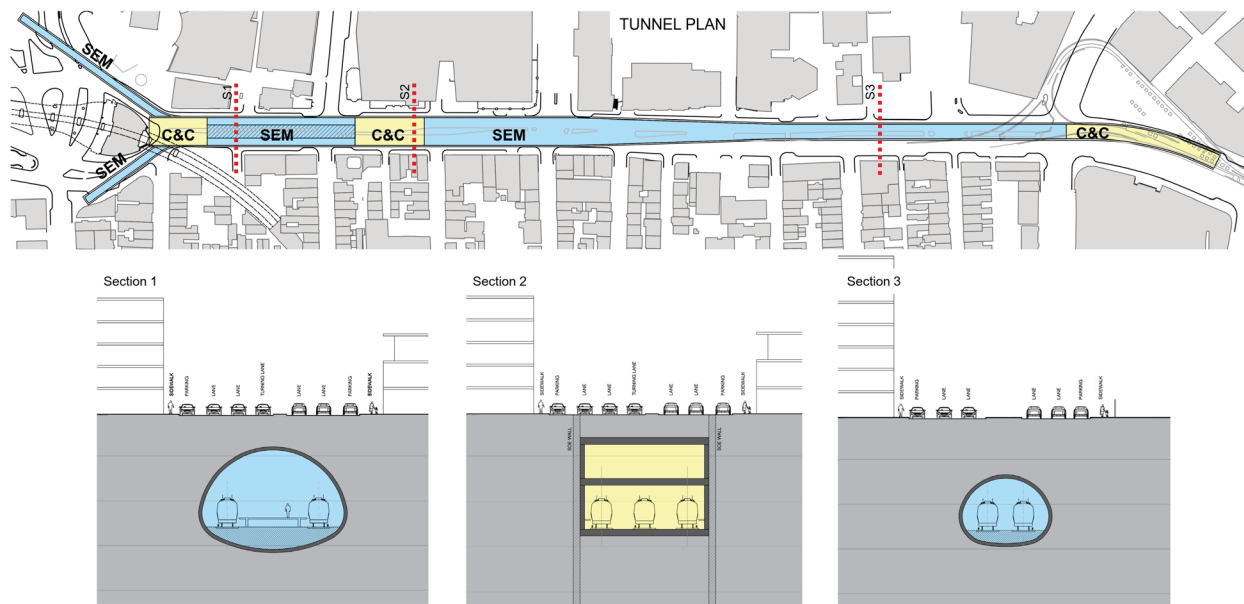 TUNNEL PLAN
SEM
S1
S2
S3
C&C
SEM
C&C
SEM
C&C
SEM
Section 1
Section 2
Section 3
SIDEWALK
PARKING
LANE
LANE
TURNING LANE
LANE
LANE
PARKING
SIDEWALK
SIDEWALK
PARKING
LANE
LANE
TURNING LANE
LANE
LANE
PARKING
SIDEWALK
SIDEWALK
PARKING
LANE
LANE
LANE
LANE
PARKING
SIDEWALK
SIDE WALL
SIDE WALL